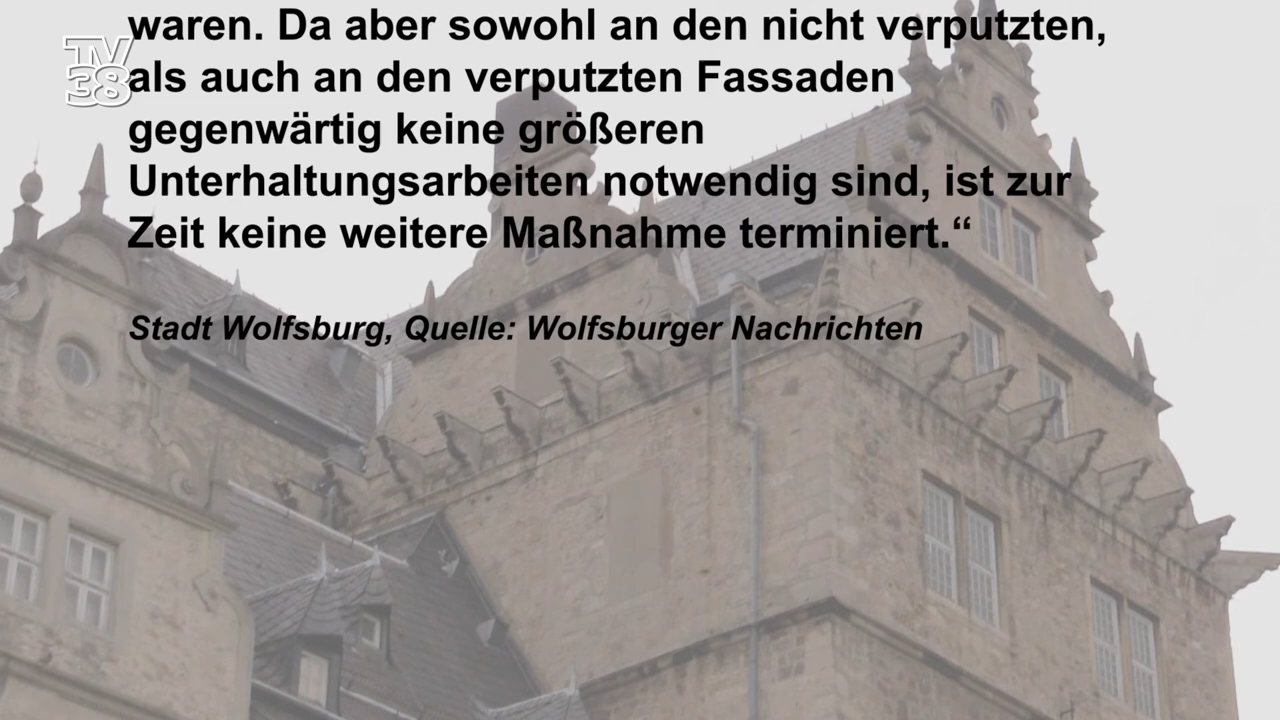 waren. Da aber sowohl an den nicht verputzten,
TV
38
als auch an den verputzten Fassaden
gegenwärtig keine größeren
Unterhaltungsarbeiten notwendig sind, ist zur
Zeit keine weitere Maßnahme terminiert.“
Stadt Wolfsburg, Quelle: Wolfsburger Nachrichten